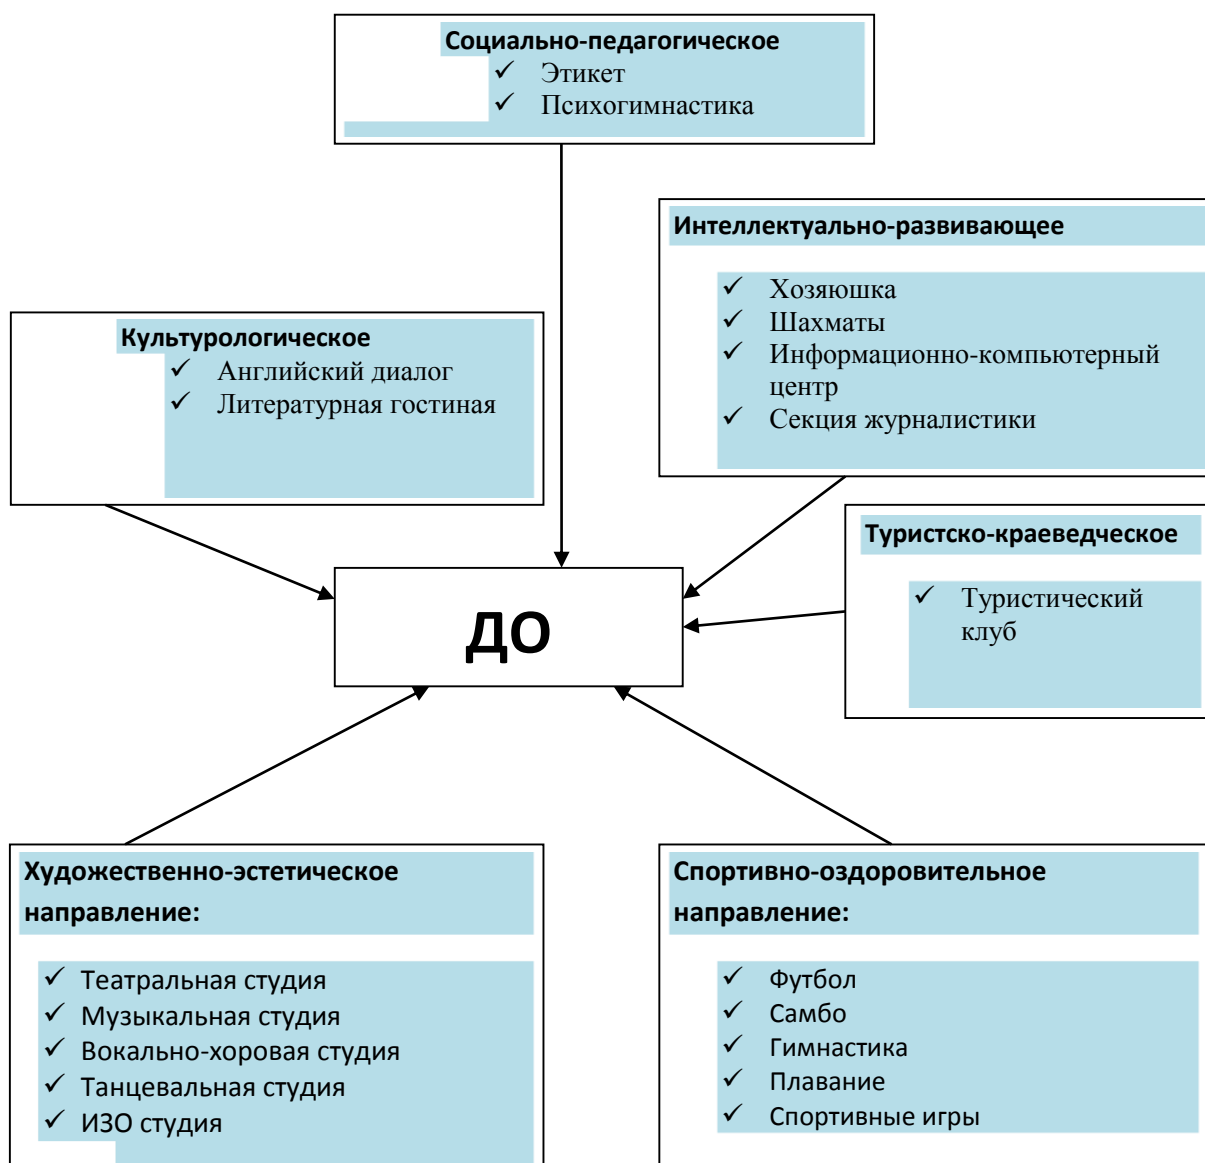 Социально-педагогическое
✓ Этикет
✓ Психогимнастика
Интеллектуально-развивающее
✓ Хозяюшка
✓ Шахматы
✓ Информационно-компьютерный
центр
✓ Секция журналистики
Культурологическое
✓ Английский диалог
✓ Литературная гостиная
Туристско-краеведческое
✓ Туристический
клуб
ДО
Художественно-эстетическое
направление:
✓ Театральная студия
✓ Музыкальная студия
✓ Вокально-хоровая студия
✓ Танцевальная студия
✓ ИЗО студия
Спортивно-оздоровительное
направление:
✓ Футбол
✓ Самбо
✓ Гимнастика
✓ Плавание
✓ Спортивные игры